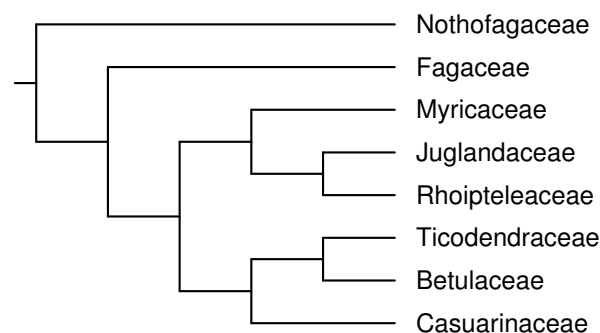 Nothofagaceae
Fagaceae
Myricaceae
Juglandaceae
Rhoipteleaceae
Ticodendraceae
Betulaceae
Casuarinaceae